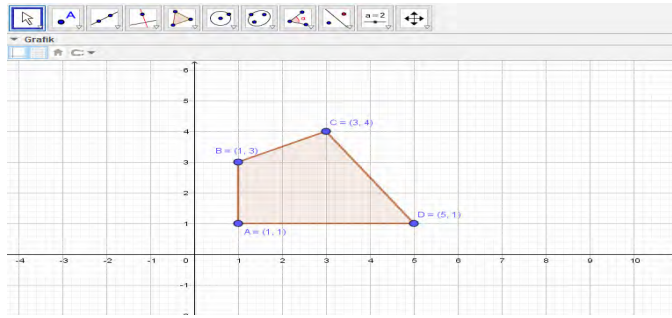 A
a = 2
Grafik
6
5
C = (3, 4)
4
B = (1, 3)
3
2
1
A = (1, 1)
D = (5, 1)
-4 -3 -2 -1 0 1 2 3 4 5 6 7 8 9 10
-1
-2